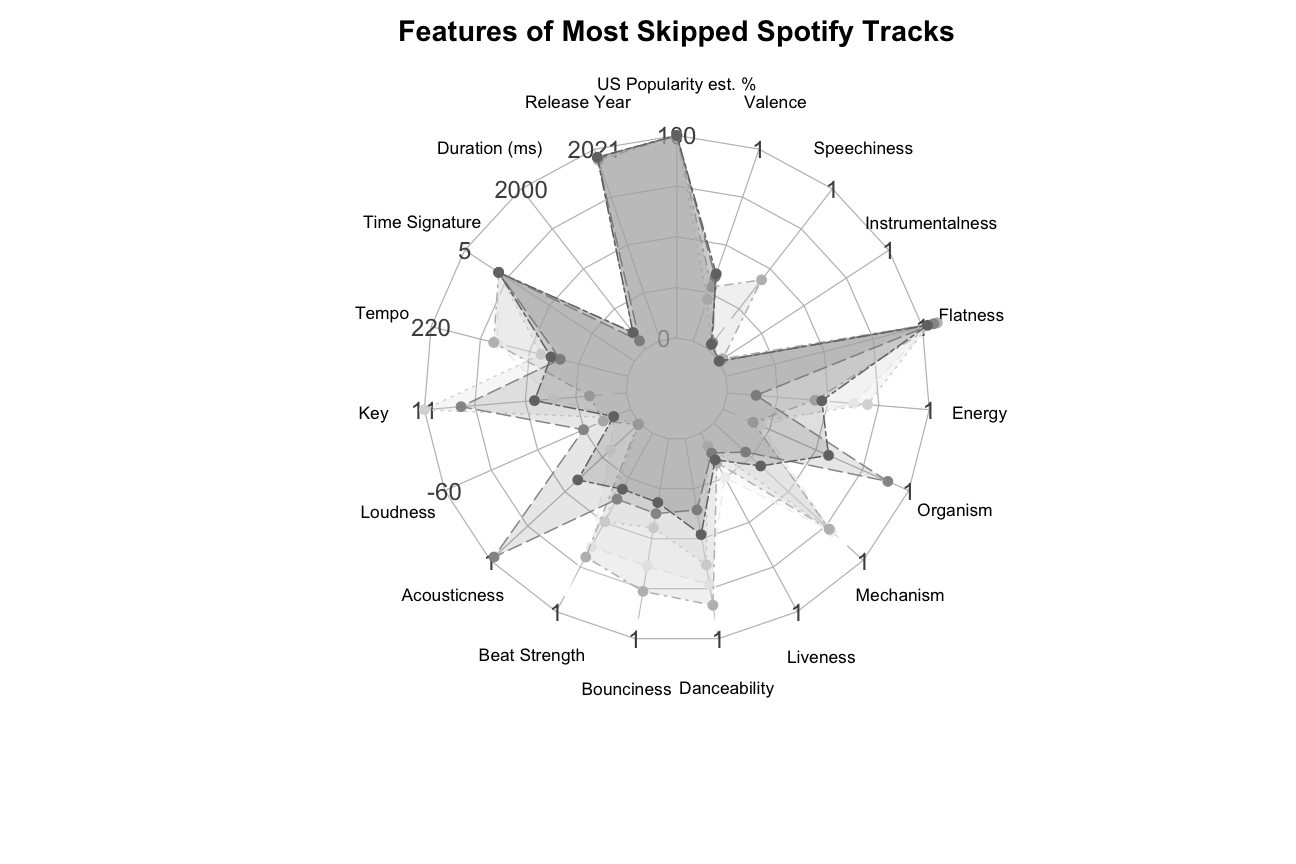 Features of Most Skipped Spotify Tracks
US Popularity est. %
Release Year
Valence
Duration (ms)
Speechiness
2021
100
1
2000
1
Time Signature
Instrumentalness
5
1
Tempo
220
0
1
Flatness
Key
11
1
Energy
-60
1
Loudness
Organism
1
1
Acousticness
Mechanism
1
1
Beat Strength
1
1
Liveness
Bounciness
Danceability